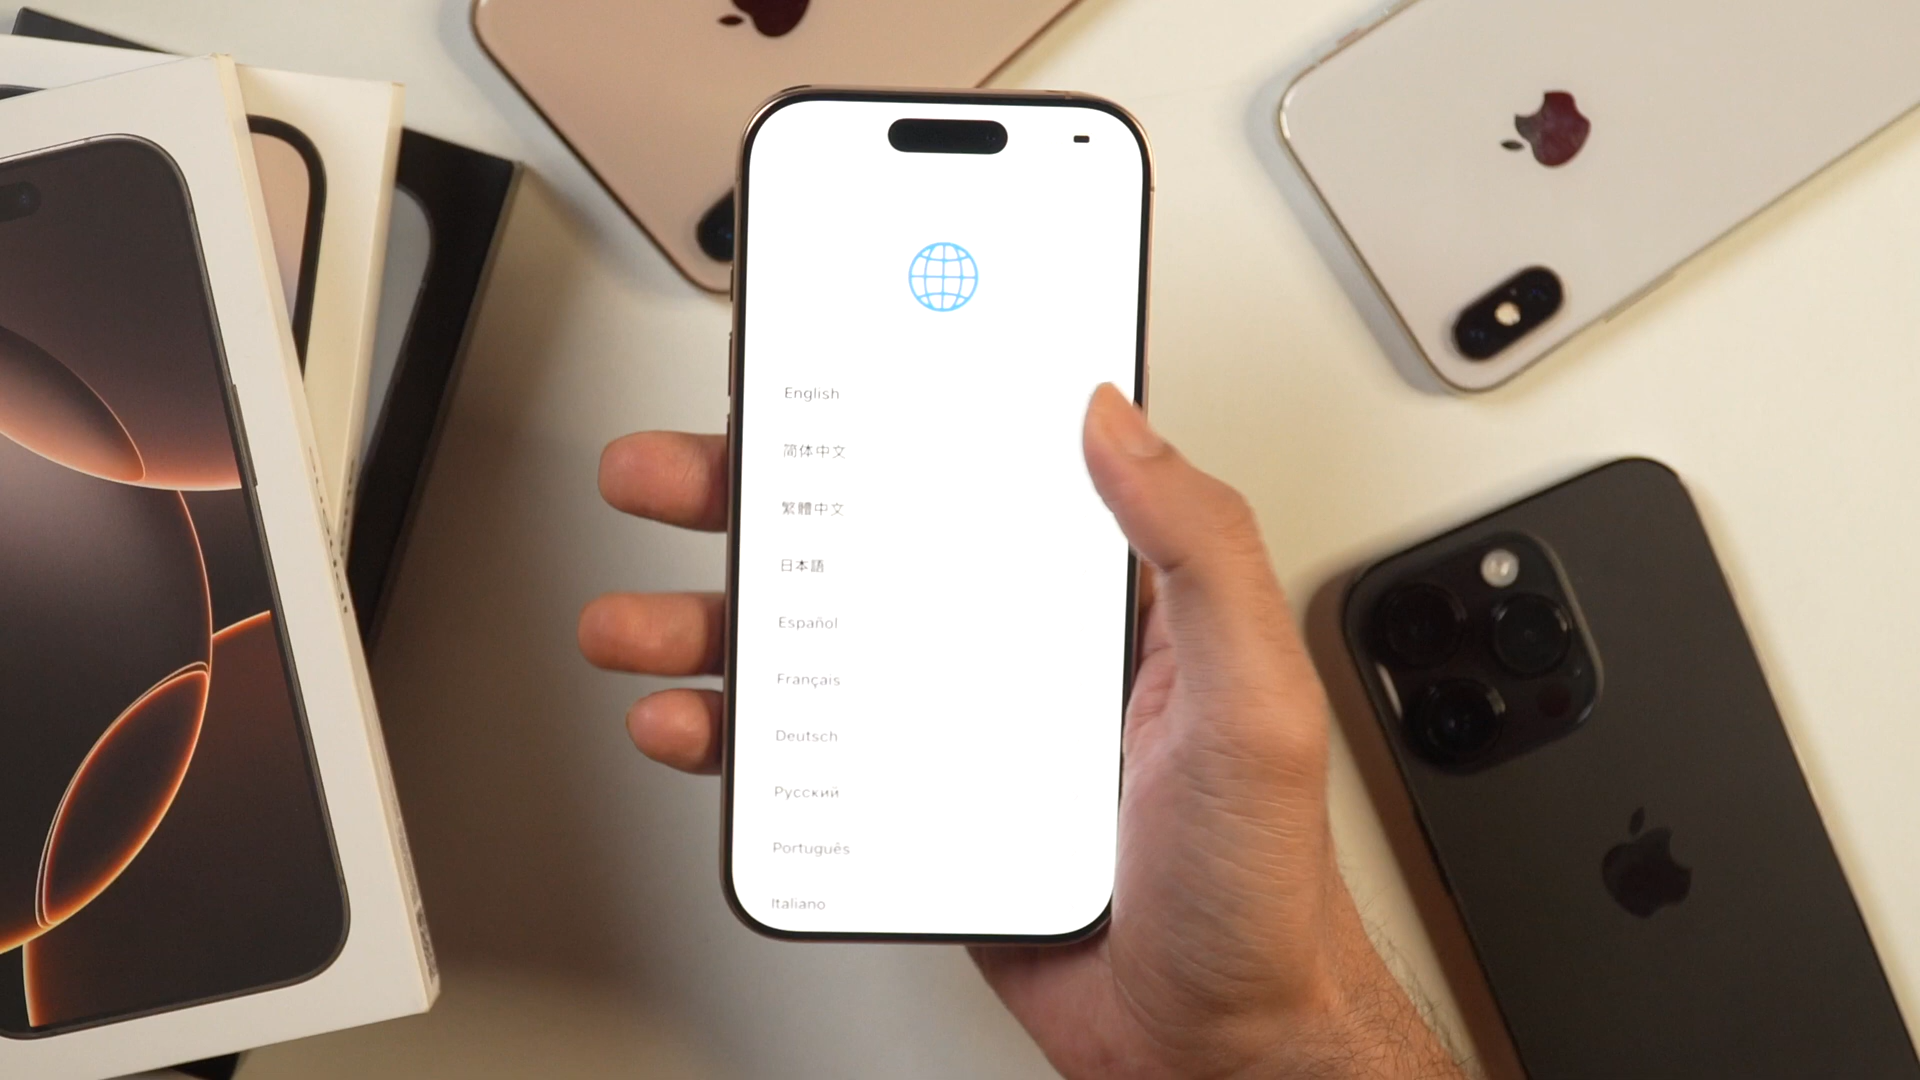 English
简体中文
繁體中文
日本語
Español
Français
Deutsch
Русский
Português
Italiano